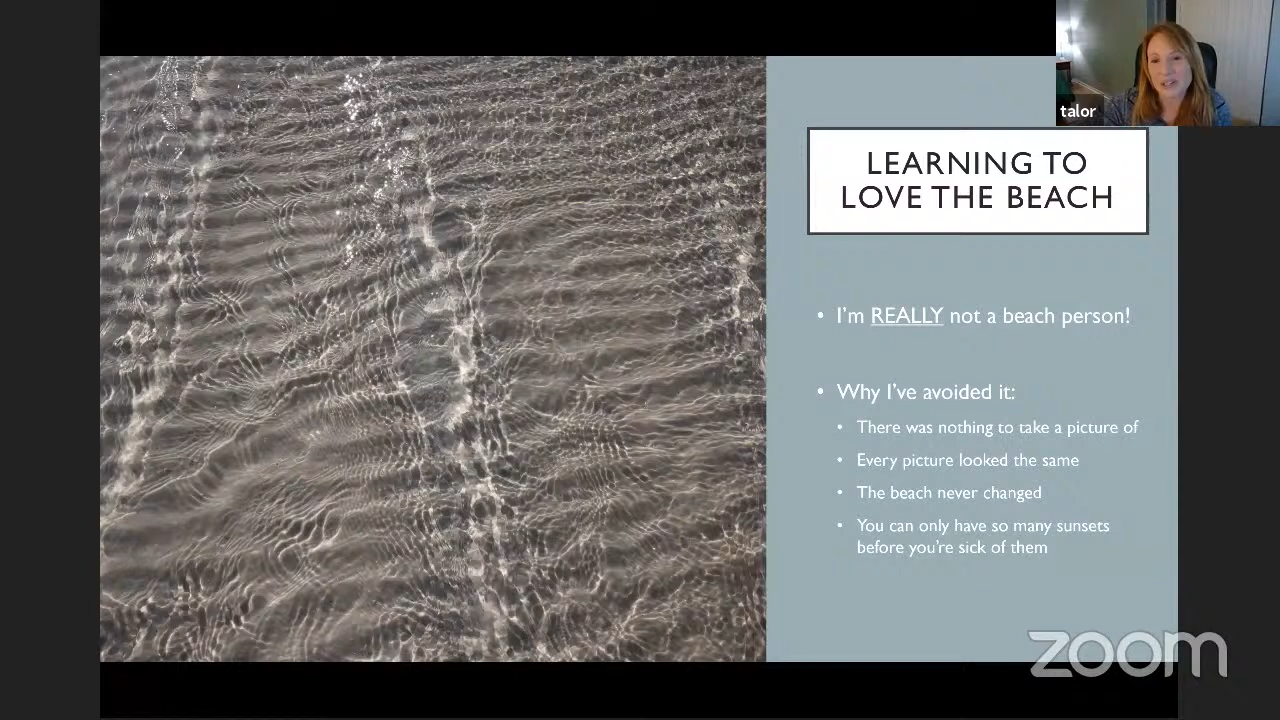 talor
LEARNING TO
LOVE THE BEACH
• I'm REALLY not a beach person!
• Why I've avoided it:
• There was nothing to take a picture of
• Every picture looked the same
• The beach never changed
• You can only have so many sunsets
before you're sick of them
zoom